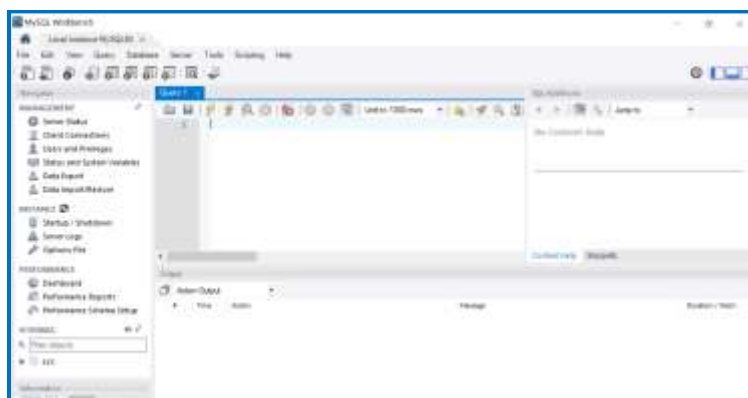 MySQL Workbench
Local instance MySQL80
File Edit View Query Database Server Tools Scripting Help
Navigator
Query 1
SQL Additions
MANAGEMENT
Server Status
Client Connections
Users and Privileges
Status and System Variables
Data Export
Data Import/Restore
INSTANCE
Startup / Shutdown
Server Logs
Options File
PERFORMANCE
Dashboard
Performance Reports
Performance Schema Setup
SCHEMAS
Filter objects
sys
Information
Limit to 1000 rows
1
Jump to
Context Help Snippets
Output
Action Output
# Time Action Message Duration / Fetch